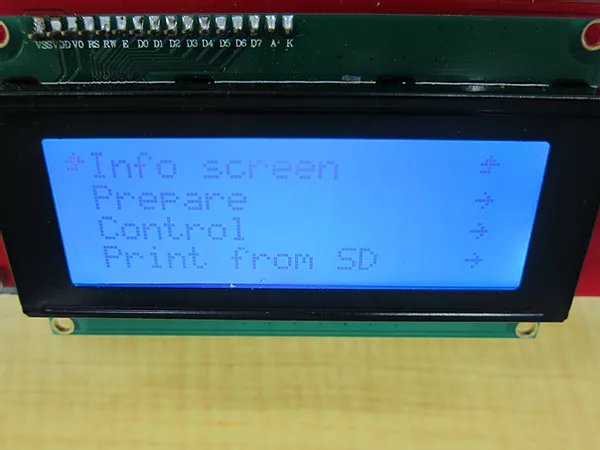 VSS VDD VO RS RW E D0 D1 D2 D3 D4 D5 D6 D7 A K
Info screen
Prepare →
Control →
Print from SD →